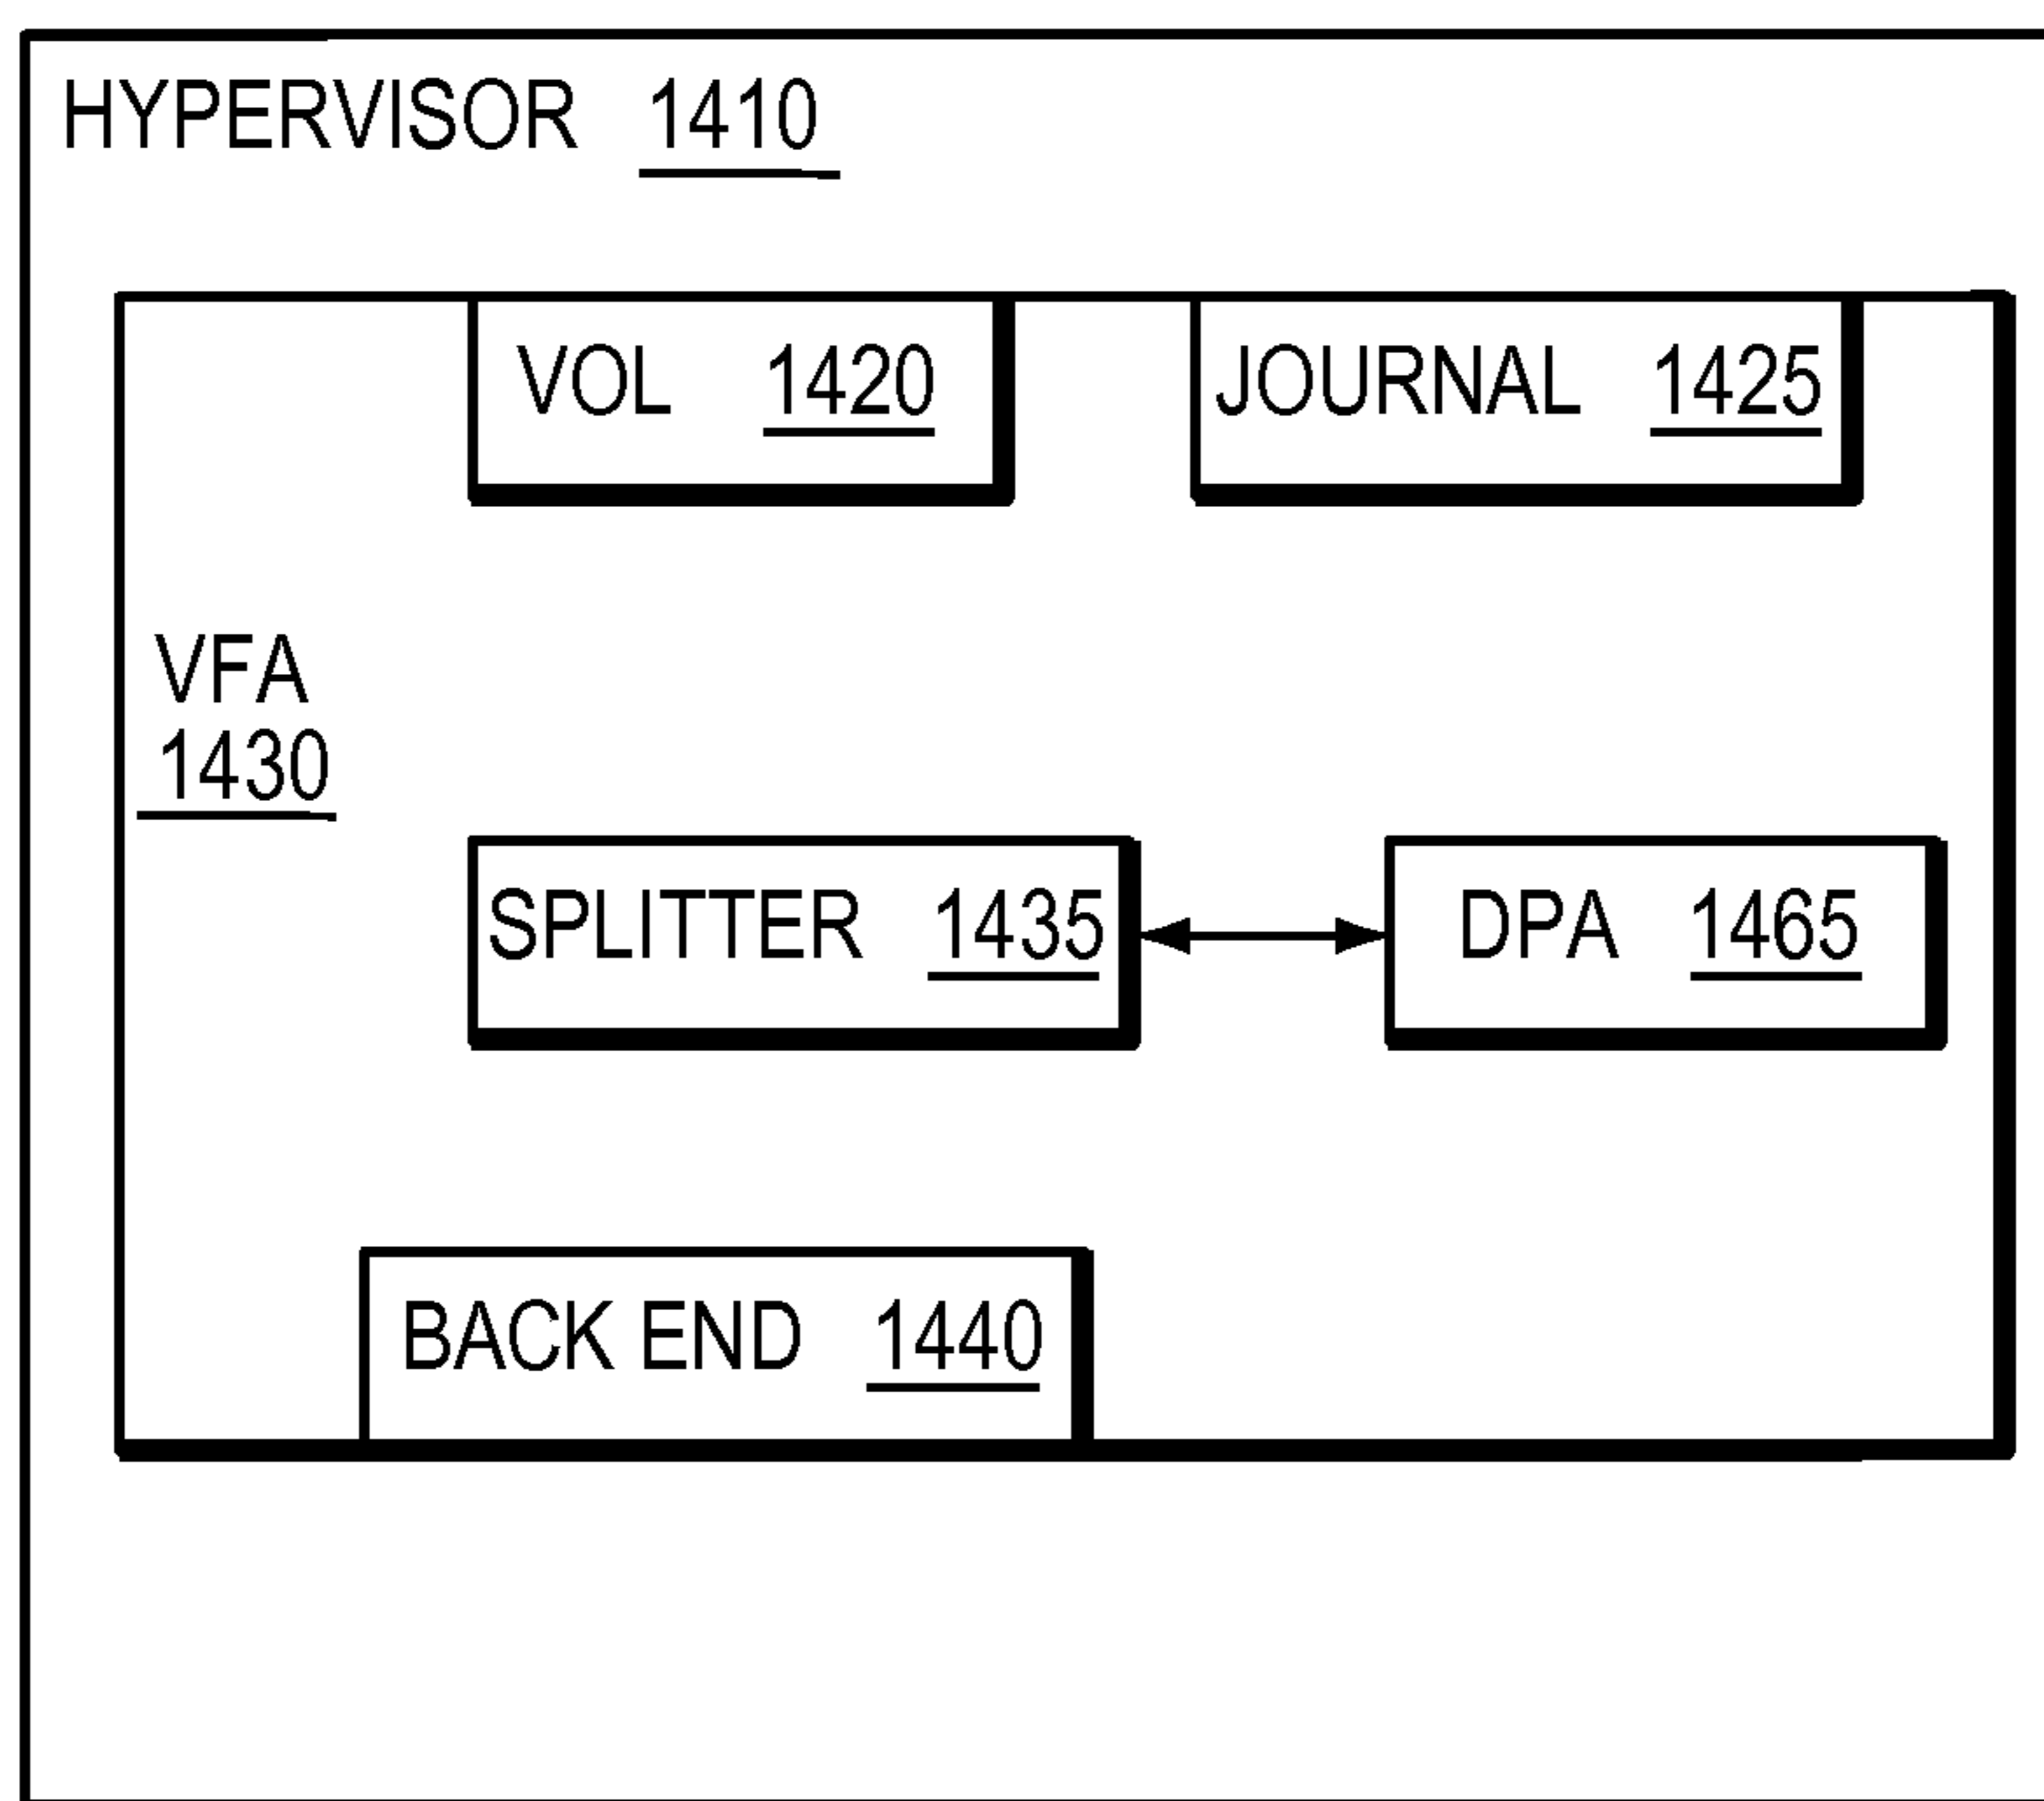 HYPERVISOR 1410
VOL 1420
JOURNAL 1425
VFA
1430
SPLITTER 1435
DPA 1465
BACK END 1440